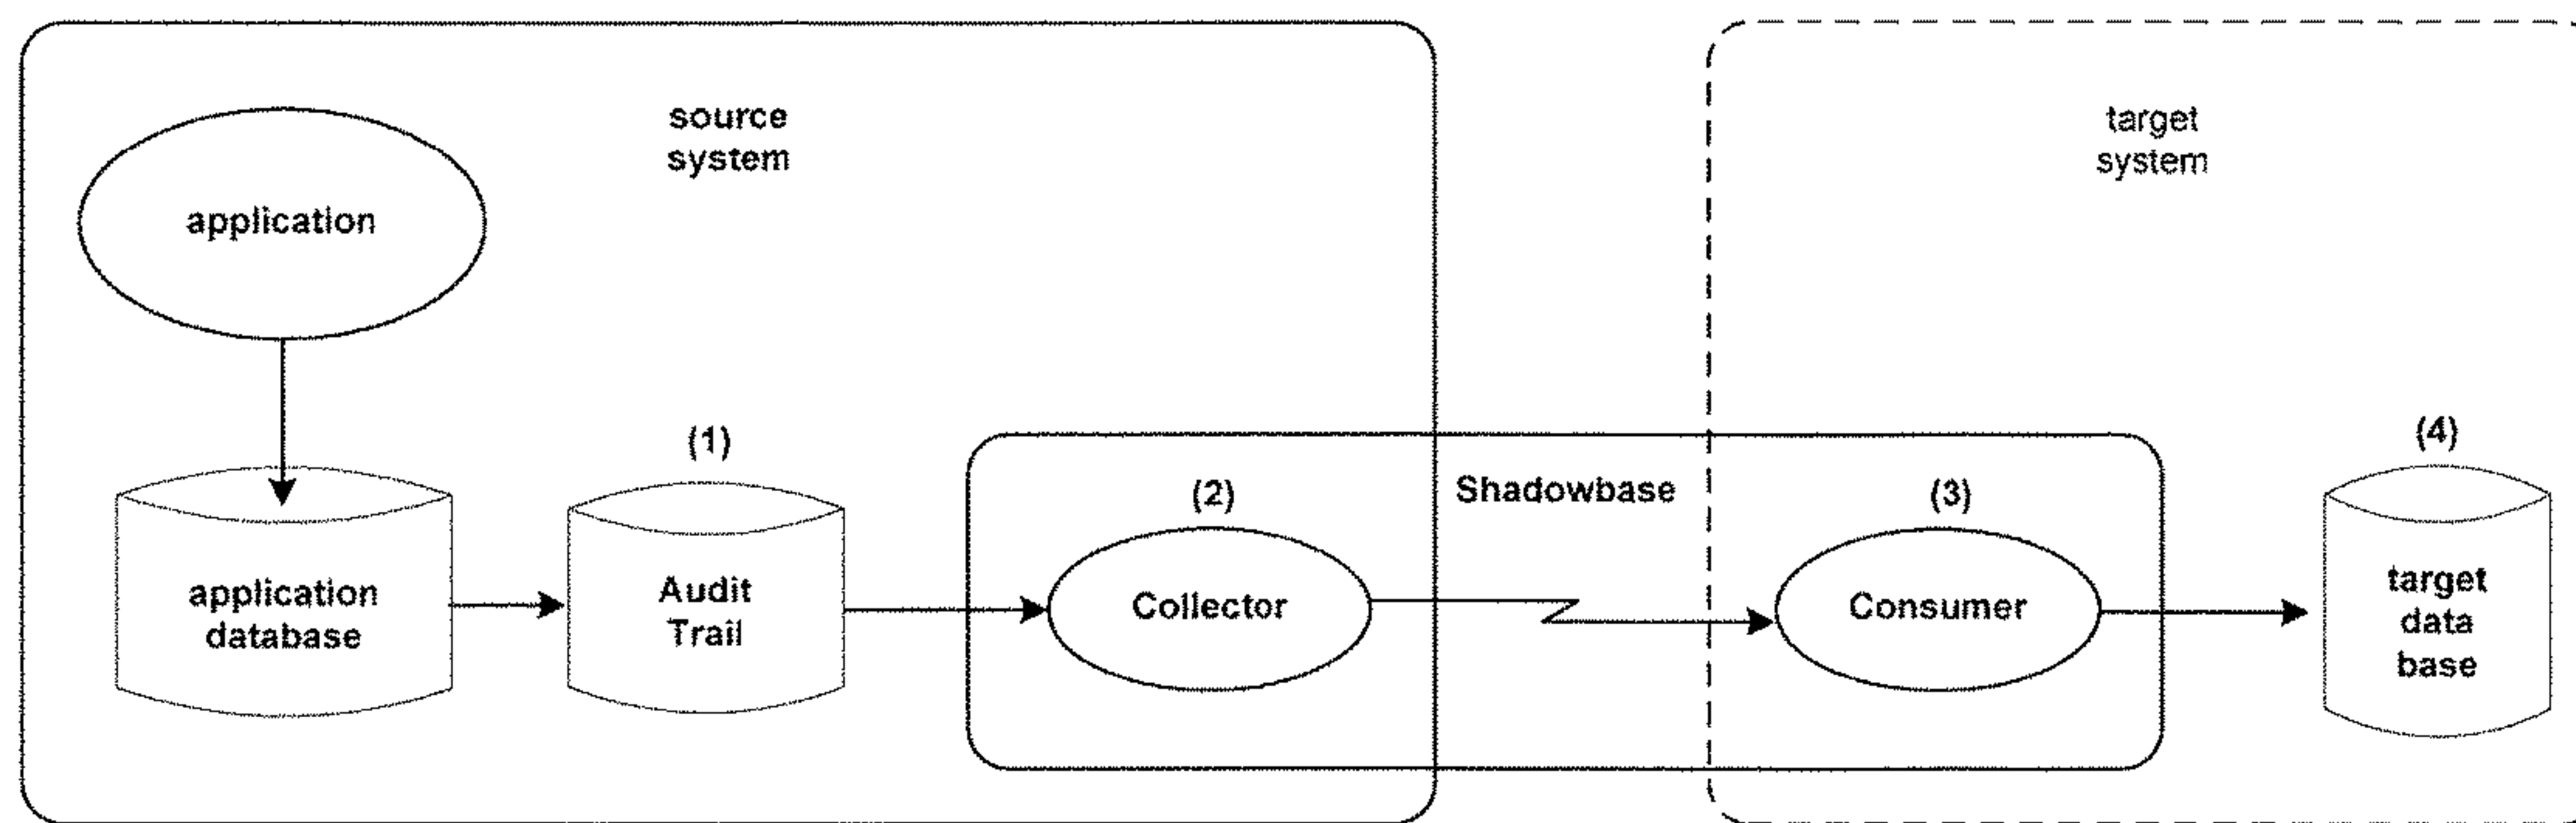 source
system
target
system
application
(1)
(4)
(2)
Shadowbase
(3)
application
database
Audit
Trail
Collector
Consumer
target
data
base